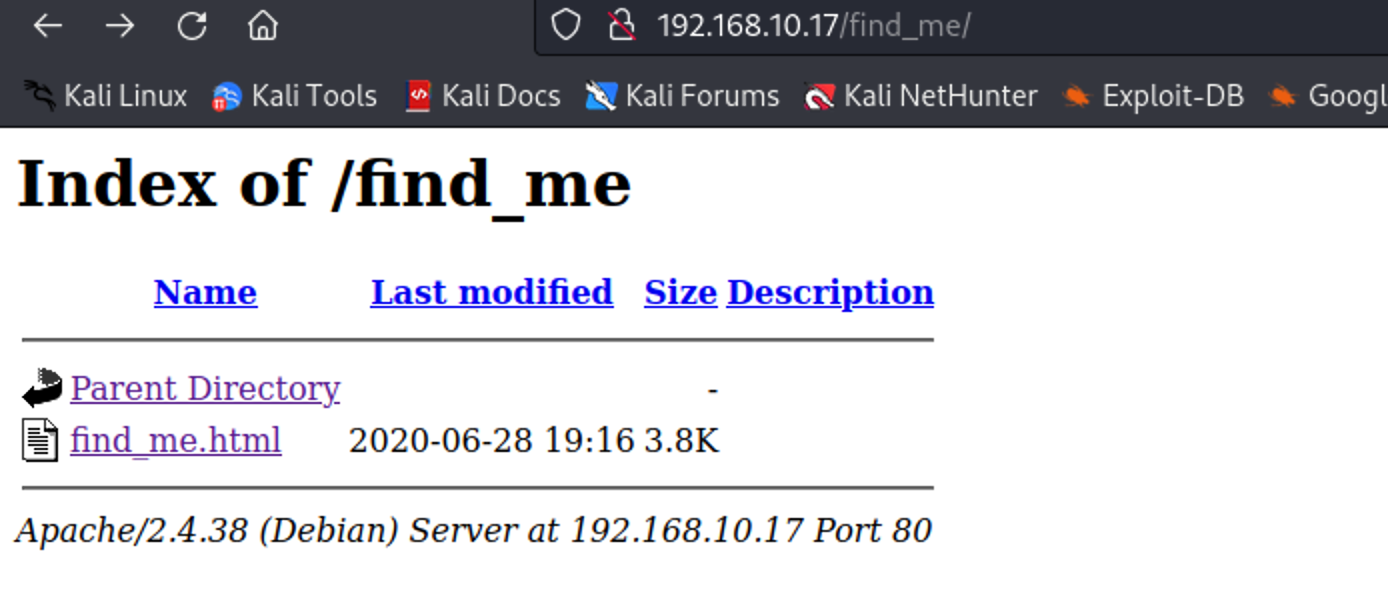 192.168.10.17/find_me/
Kali Linux Kali Tools Kali Docs Kali Forums Kali NetHunter Exploit-DB Googl
Index of /find_me
Name Last modified Size Description
Parent Directory -
find_me.html 2020-06-28 19:16 3.8K
Apache/2.4.38 (Debian) Server at 192.168.10.17 Port 80